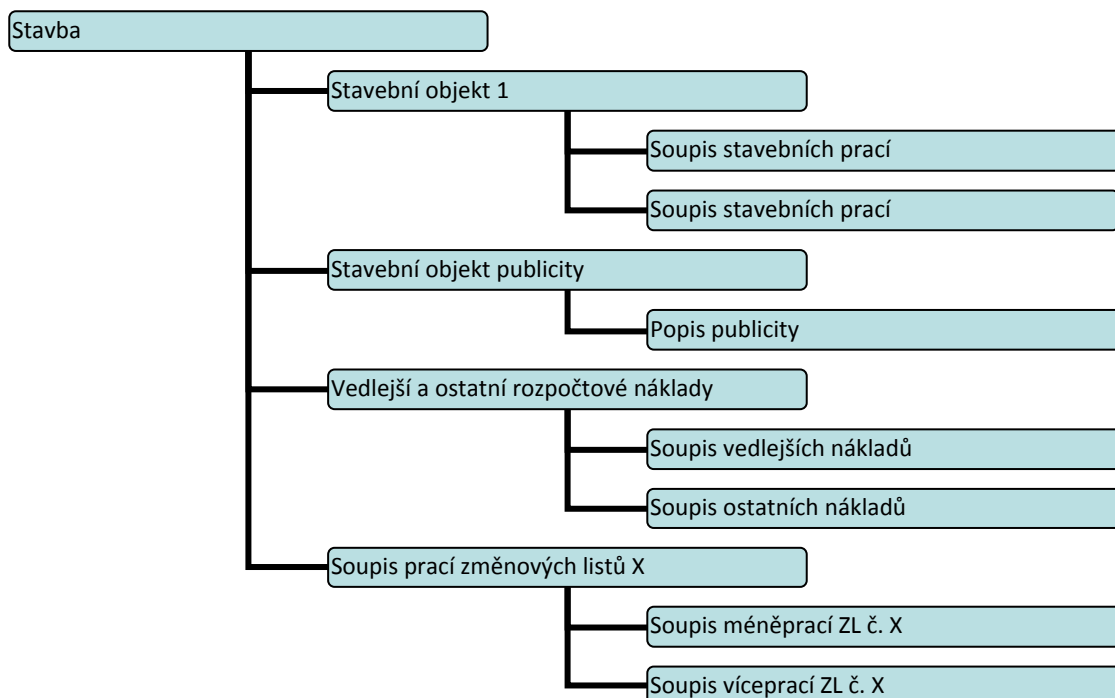 Stavba
Stavební objekt 1
Soupis stavebních prací
Soupis stavebních prací
Stavební objekt publicity
Popis publicity
Vedlejší a ostatní rozpočtové náklady
Soupis vedlejších nákladů
Soupis ostatních nákladů
Soupis prací změnových listů X
Soupis méněprací ZL č. X
Soupis víceprací ZL č. X